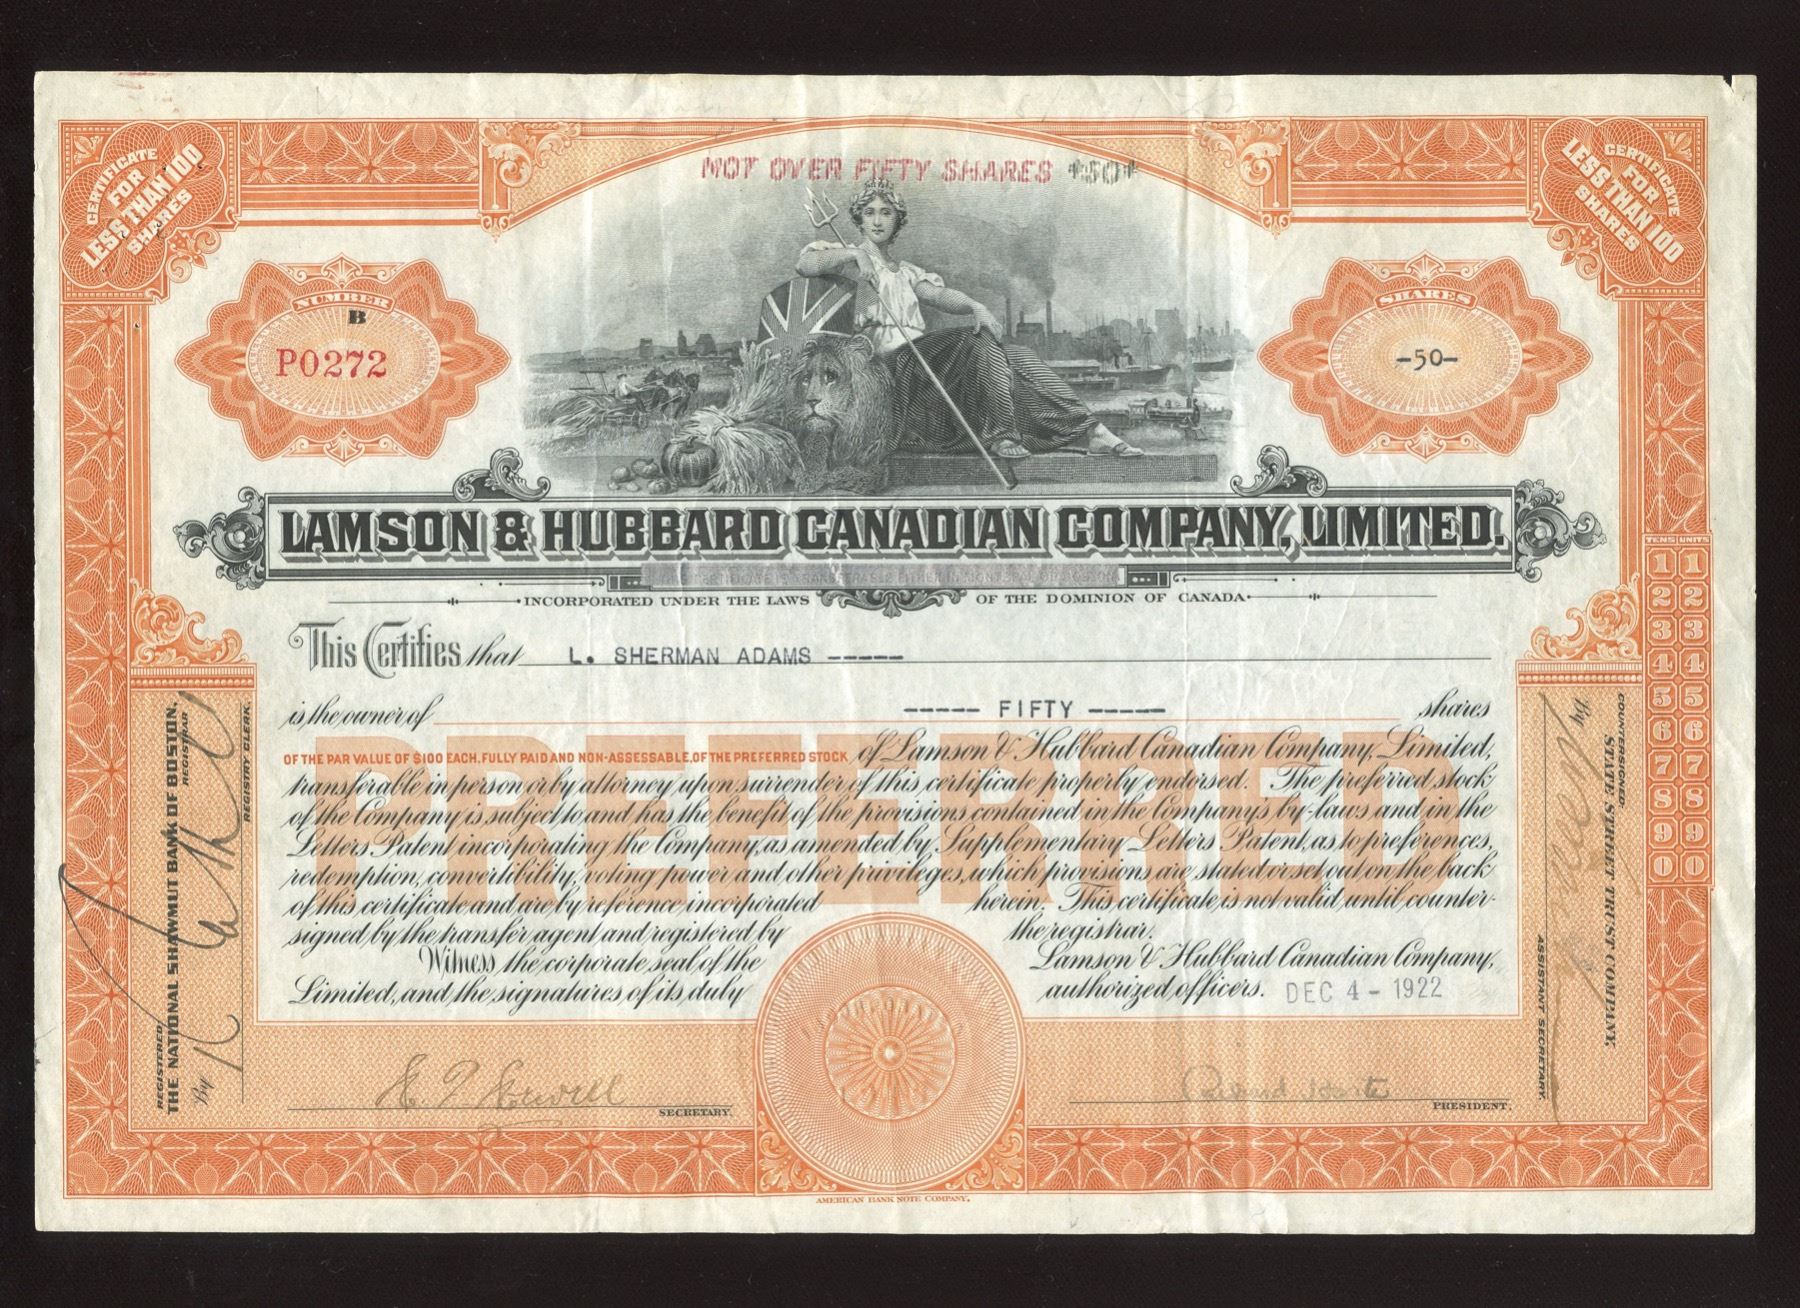 CERTIFICATE
FOR
LESS THAN 100
SHARES
NOT OVER FIFTY SHARES *50*
CERTIFICATE
FOR
LESS THAN 100
SHARES
NUMBER
B
P0272
SHARES
-50-
LAMSON & HUBBARD CANADIAN COMPANY, LIMITED.
THIS CERTIFICATE IS TRANSFERABLE EITHER IN MONTREAL OR BOSTON
INCORPORATED UNDER THE LAWS OF THE DOMINION OF CANADA
This Certifies that L. SHERMAN ADAMS -----
is the owner of ----- FIFTY ----- shares
PREFERRED
OF THE PAR VALUE OF $100 EACH, FULLY PAID AND NON-ASSESSABLE, OF THE PREFERRED STOCK of Lamson & Hubbard Canadian Company, Limited,
transferable in person or by attorney upon surrender of this certificate properly endorsed. The preferred stock
of the Company is subject to and has the benefit of the provisions contained in the Company's by-laws and in the
Letters Patent incorporating the Company, as amended by Supplementary Letters Patent, as to preferences,
redemption, convertibility, voting power and other privileges, which provisions are stated or set out on the back
of this certificate and are by reference incorporated herein. This certificate is not valid until counter-
signed by the transfer agent and registered by the registrar.
Witness the corporate seal of the Lamson & Hubbard Canadian Company,
Limited, and the signatures of its duly authorized officers. DEC 4 - 1922
SECRETARY.
PRESIDENT.
REGISTERED
THE NATIONAL SHAWMUT BANK OF BOSTON,
REGISTRAR
By
REGISTRY CLERK.
COUNTERSIGNED
STATE STREET TRUST COMPANY,
By
ASSISTANT SECRETARY.
TENS UNITS
1 1
2 2
3 3
4 4
5 5
6 6
7 7
8 8
9 9
0 0
AMERICAN BANK NOTE COMPANY.